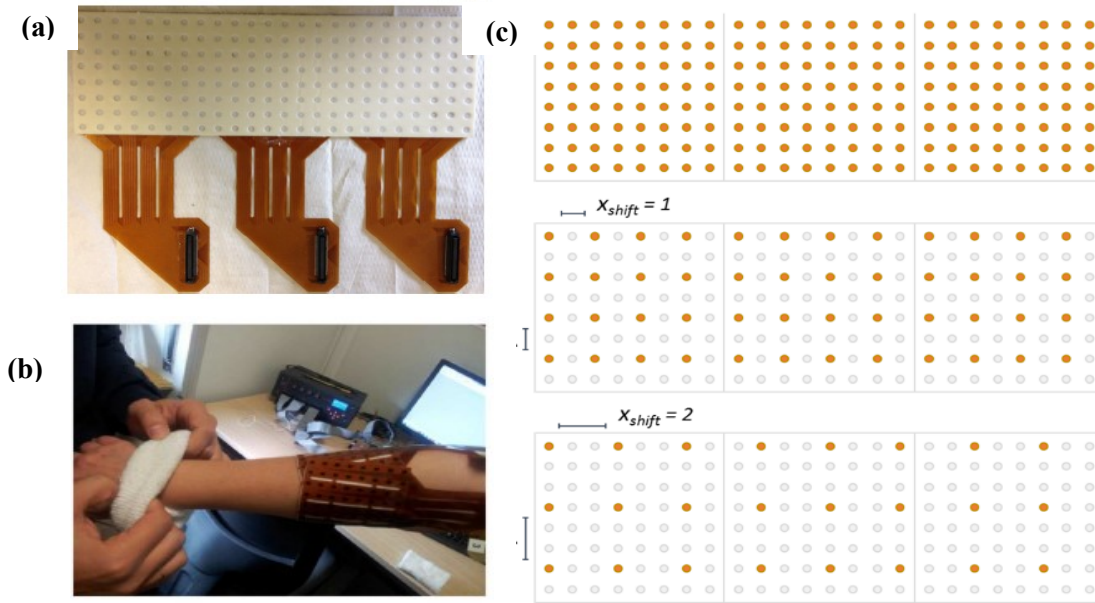 (a)
(c)
x_shift = 1
(b)
x_shift = 2